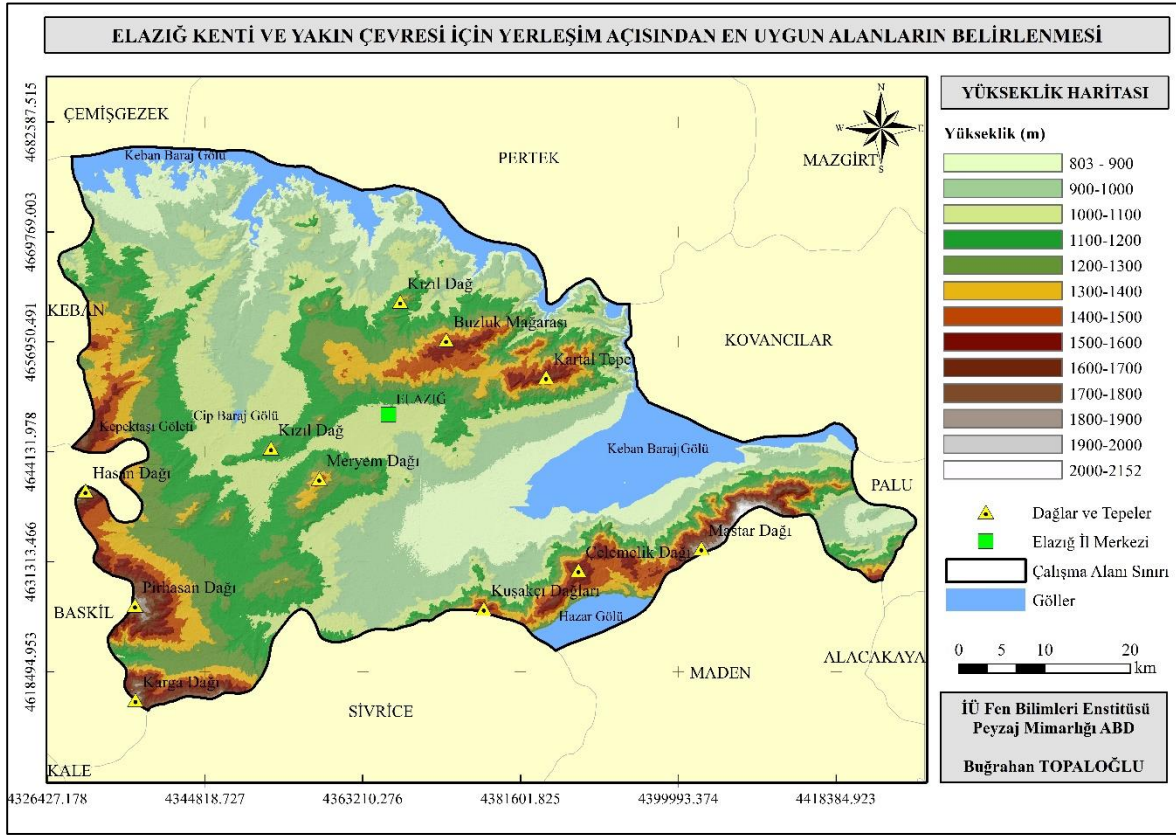 ELAZIĞ KENTİ VE YAKIN ÇEVRESİ İÇİN YERLEŞİM AÇISINDAN EN UYGUN ALANLARIN BELİRLENMESİ
4682587.515
4669769.003
4656950.491
4644131.978
4631313.466
4618494.953
ÇEMİŞGEZEK
Keban Baraj Gölü
PERTEK
MAZGİRT
N
W
E
S
KEBAN
Kızıl Dağ
Buzluk Mağarası
KOVANCILAR
Kartal Tepe
ELAZIĞ
Cip Baraj Gölü
Kepektaşı Göleti
Kızıl Dağ
Keban Baraj Gölü
Meryem Dağı
Hasan Dağı
PALU
Mastar Dağı
Çelemelik Dağı
Pirhasan Dağı
BASKİL
Kuşakçı Dağları
Hazar Gölü
ALACAKAYA
MADEN
Karga Dağı
SİVRİCE
KALE
4326427.178
4344818.727
4363210.276
4381601.825
4399993.374
4418384.923
YÜKSEKLİK HARİTASI
Yükseklik (m)
803 - 900
900-1000
1000-1100
1100-1200
1200-1300
1300-1400
1400-1500
1500-1600
1600-1700
1700-1800
1800-1900
1900-2000
2000-2152
Dağlar ve Tepeler
Elazığ İl Merkezi
Çalışma Alanı Sınırı
Göller
0 5 10 20
km
İÜ Fen Bilimleri Enstitüsü
Peyzaj Mimarlığı ABD
Buğrahan TOPALOĞLU